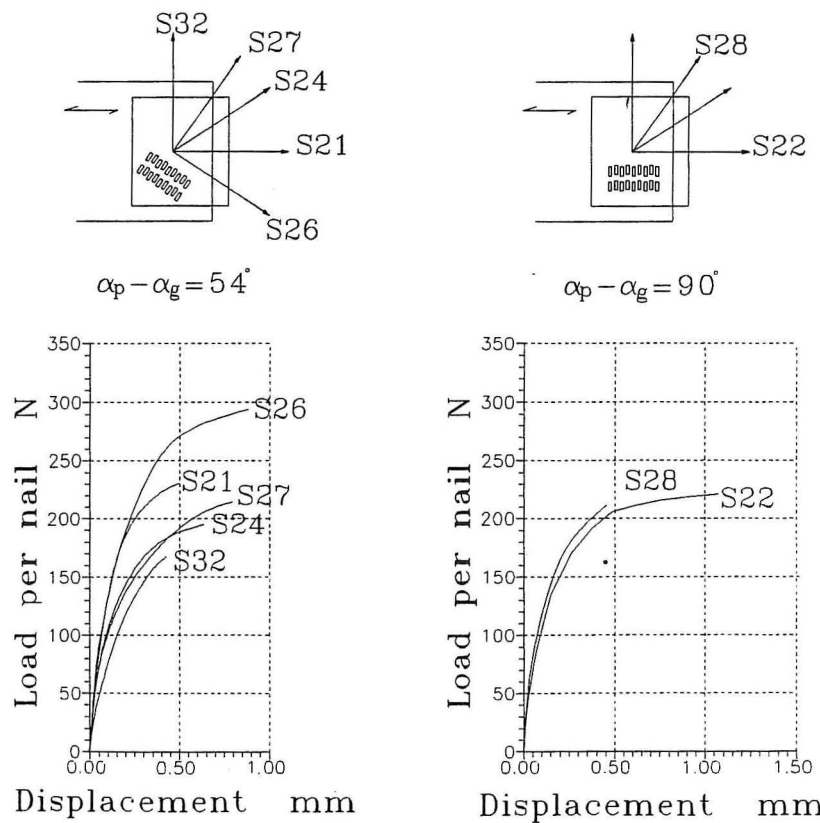 S32
S27
S24
S21
S26
αp − αg = 54°
S28
S22
αp − αg = 90°
Load per nail N
350
300
250
200
150
100
50
0
0.00 0.50 1.00
Displacement mm
S26
S21
S27
S24
S32
Load per nail N
350
300
250
200
150
100
50
0
0.00 0.50 1.00 1.50
Displacement mm
S28
S22